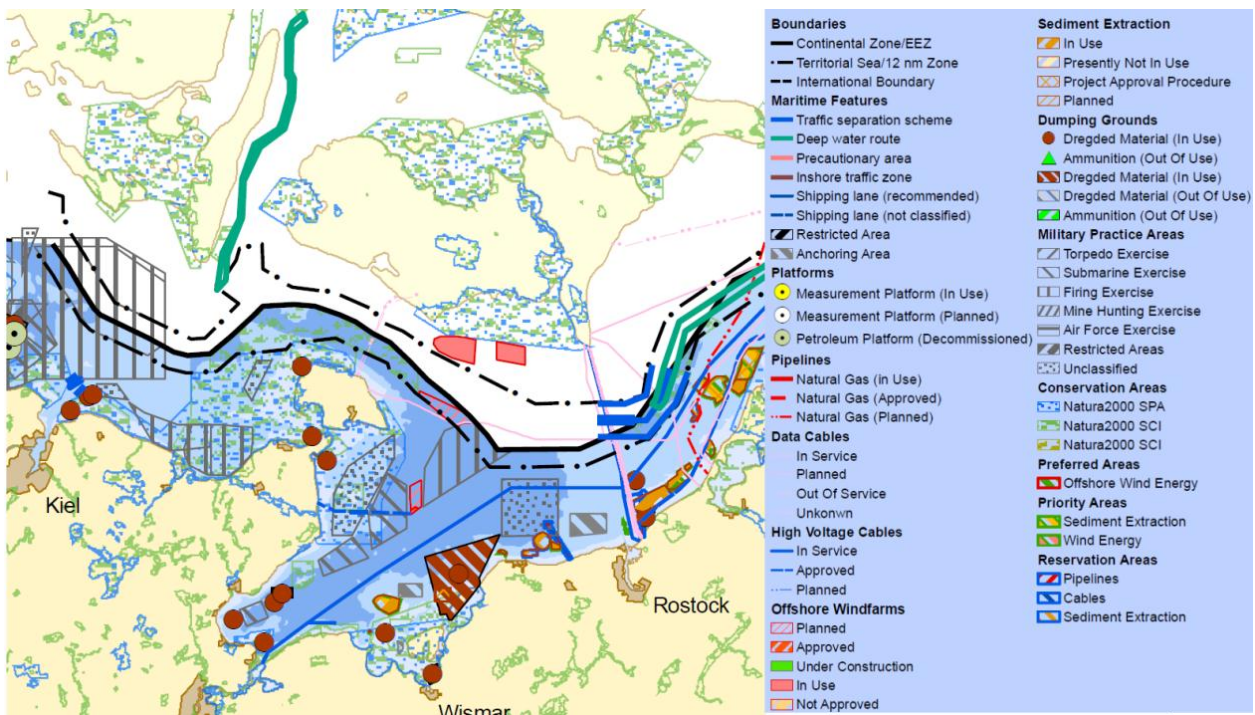 Kiel
Rostock
Wismar
Boundaries
Continental Zone/EEZ
Territorial Sea/12 nm Zone
International Boundary
Maritime Features
Traffic separation scheme
Deep water route
Precautionary area
Inshore traffic zone
Shipping lane (recommended)
Shipping lane (not classified)
Restricted Area
Anchoring Area
Platforms
Measurement Platform (In Use)
Measurement Platform (Planned)
Petroleum Platform (Decommissioned)
Pipelines
Natural Gas (in Use)
Natural Gas (Approved)
Natural Gas (Planned)
Data Cables
In Service
Planned
Out Of Service
Unkonwn
High Voltage Cables
In Service
Approved
Planned
Offshore Windfarms
Planned
Approved
Under Construction
In Use
Not Approved
Sediment Extraction
In Use
Presently Not In Use
Project Approval Procedure
Planned
Dumping Grounds
Dregded Material (In Use)
Ammunition (Out Of Use)
Dregded Material (In Use)
Dregded Material (Out Of Use)
Ammunition (Out Of Use)
Military Practice Areas
Torpedo Exercise
Submarine Exercise
Firing Exercise
Mine Hunting Exercise
Air Force Exercise
Restricted Areas
Unclassified
Conservation Areas
Natura2000 SPA
Natura2000 SCI
Natura2000 SCI
Preferred Areas
Offshore Wind Energy
Priority Areas
Sediment Extraction
Wind Energy
Reservation Areas
Pipelines
Cables
Sediment Extraction